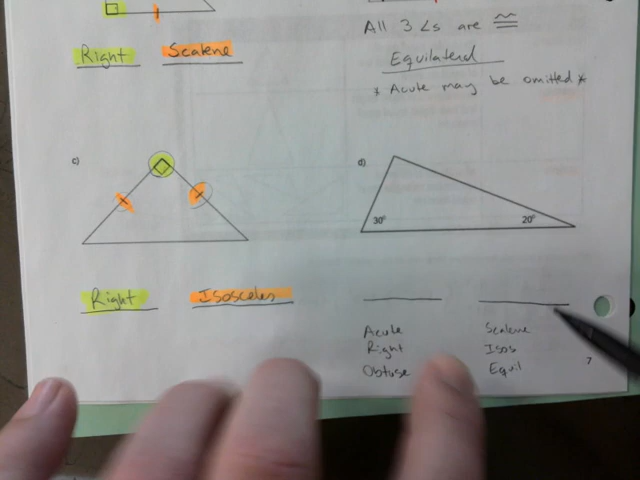 All 3 ∠s are ≅
Right Scalene
Equilateral
* Acute may be omitted *
c)
d)
30°
20°
Right Isosceles
Acute Scalene
Right Isos
Obtuse Equil
7